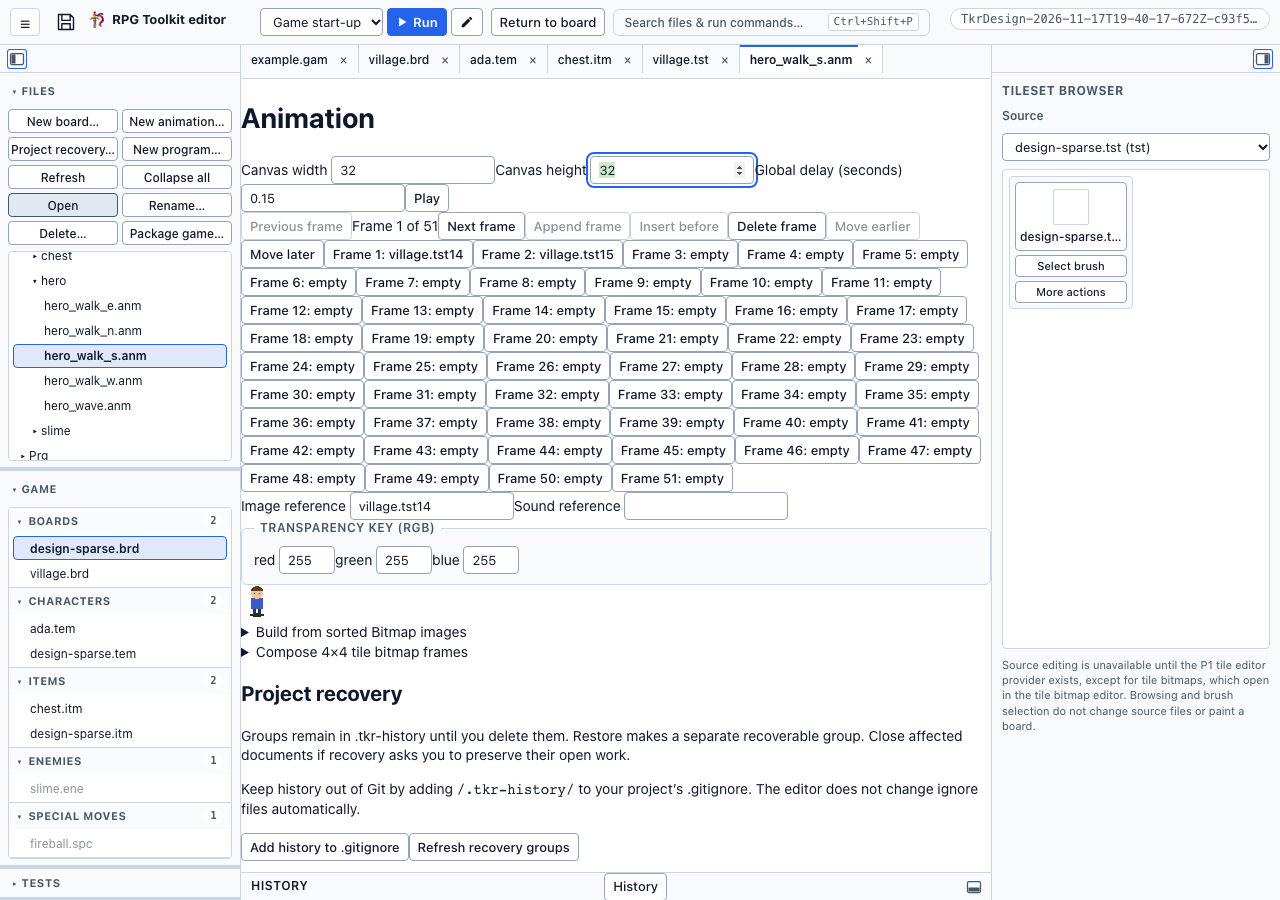 RPG Toolkit editor
Game start-up
Run
Return to board
Search files & run commands...
Ctrl+Shift+P
TkrDesign-2026-11-17T19-40-17-672Z-c93f5…
FILES
New board...
New animation...
Project recovery...
New program...
Refresh
Collapse all
Open
Rename...
Delete...
Package game...
chest
hero
hero_walk_e.anm
hero_walk_n.anm
hero_walk_s.anm
hero_walk_w.anm
hero_wave.anm
slime
Prg
GAME
BOARDS 2
design-sparse.brd
village.brd
CHARACTERS 2
ada.tem
design-sparse.tem
ITEMS 2
chest.itm
design-sparse.itm
ENEMIES 1
slime.ene
SPECIAL MOVES 1
fireball.spc
TESTS
example.gam ×
village.brd ×
ada.tem ×
chest.itm ×
village.tst ×
hero_walk_s.anm ×
Animation
Canvas width 32 Canvas height 32 Global delay (seconds)
0.15 Play
Previous frame Frame 1 of 51 Next frame Append frame Insert before Delete frame Move earlier
Move later Frame 1: village.tst14 Frame 2: village.tst15 Frame 3: empty Frame 4: empty Frame 5: empty
Frame 6: empty Frame 7: empty Frame 8: empty Frame 9: empty Frame 10: empty Frame 11: empty
Frame 12: empty Frame 13: empty Frame 14: empty Frame 15: empty Frame 16: empty Frame 17: empty
Frame 18: empty Frame 19: empty Frame 20: empty Frame 21: empty Frame 22: empty Frame 23: empty
Frame 24: empty Frame 25: empty Frame 26: empty Frame 27: empty Frame 28: empty Frame 29: empty
Frame 30: empty Frame 31: empty Frame 32: empty Frame 33: empty Frame 34: empty Frame 35: empty
Frame 36: empty Frame 37: empty Frame 38: empty Frame 39: empty Frame 40: empty Frame 41: empty
Frame 42: empty Frame 43: empty Frame 44: empty Frame 45: empty Frame 46: empty Frame 47: empty
Frame 48: empty Frame 49: empty Frame 50: empty Frame 51: empty
Image reference village.tst14 Sound reference
TRANSPARENCY KEY (RGB)
red 255 green 255 blue 255
Build from sorted Bitmap images
Compose 4×4 tile bitmap frames
Project recovery
Groups remain in .tkr-history until you delete them. Restore makes a separate recoverable group. Close affected
documents if recovery asks you to preserve their open work.
Keep history out of Git by adding /.tkr-history/ to your project's .gitignore. The editor does not change ignore
files automatically.
Add history to .gitignore Refresh recovery groups
HISTORY History
TILESET BROWSER
Source
design-sparse.tst (tst)
design-sparse.t…
Select brush
More actions
Source editing is unavailable until the P1 tile editor
provider exists, except for tile bitmaps, which open
in the tile bitmap editor. Browsing and brush
selection do not change source files or paint a
board.